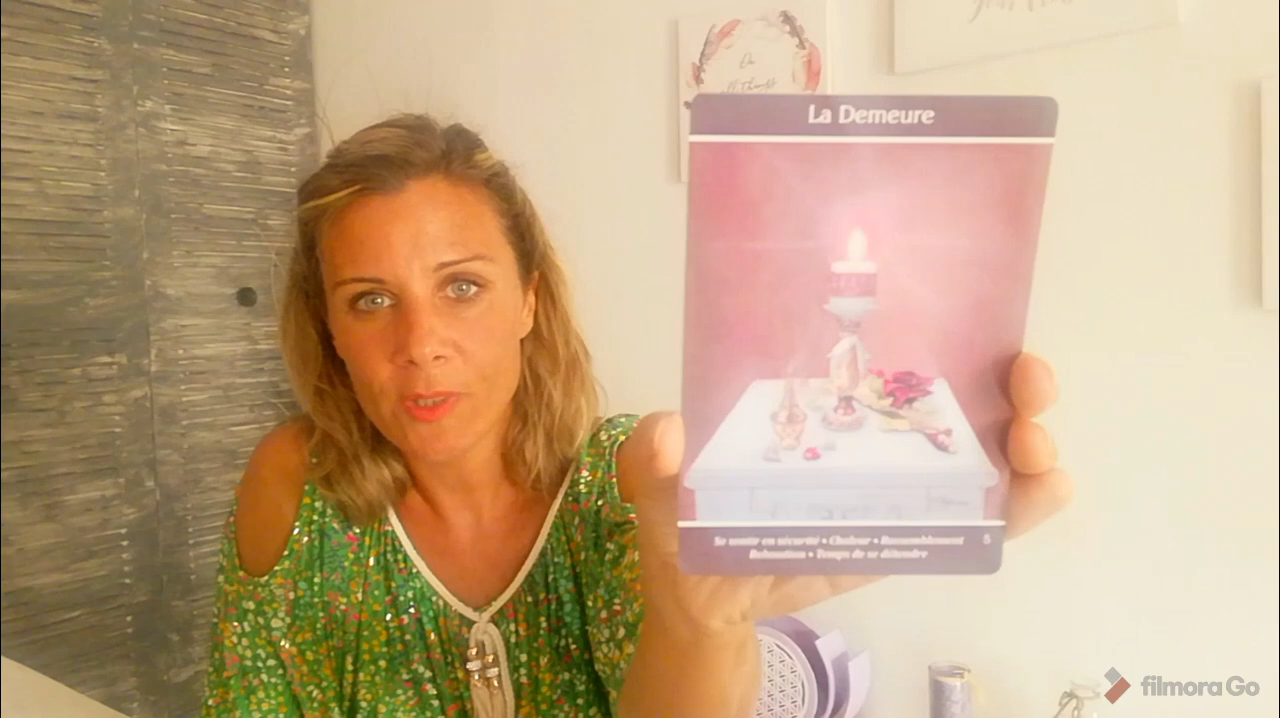 La Demeure
Se sentir en sécurité • Chaleur • Rassemblement
Relaxation • Temps de se détendre
5
filmora Go